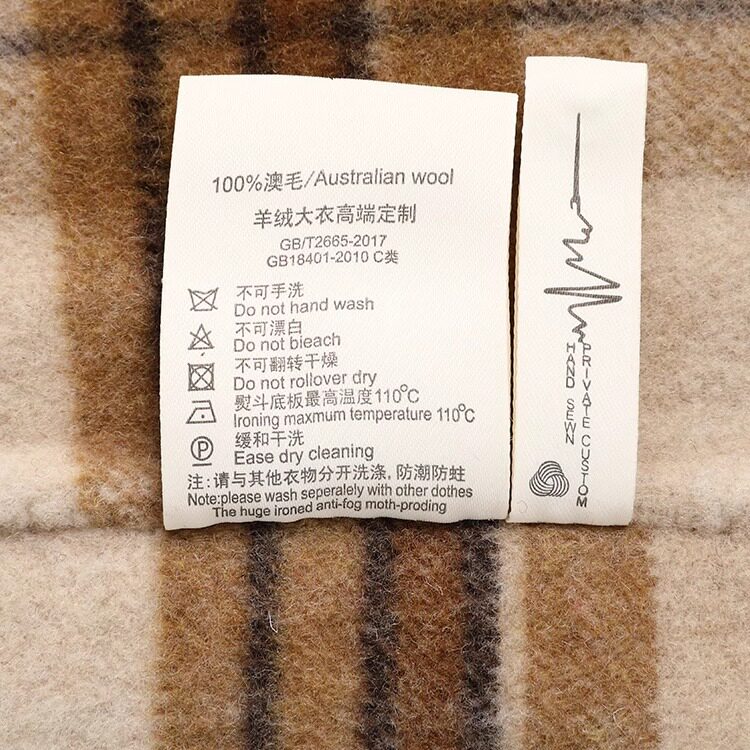 100%澳毛/Australian wool
羊绒大衣高端定制
GB/T2665-2017
GB18401-2010 C类
不可手洗
Do not hand wash
不可漂白
Do not bleach
不可翻转干燥
Do not rollover dry
熨斗底板最高温度110℃
Ironing maxmum temperature 110℃
P
缓和干洗
Ease dry cleaning
注:请与其他衣物分开洗涤,防潮防蛀
Note:please wash seperalely with other dothes
The huge ironed anti-fog moth-proding
PRIVATE CUSTOM
HAND SEWN